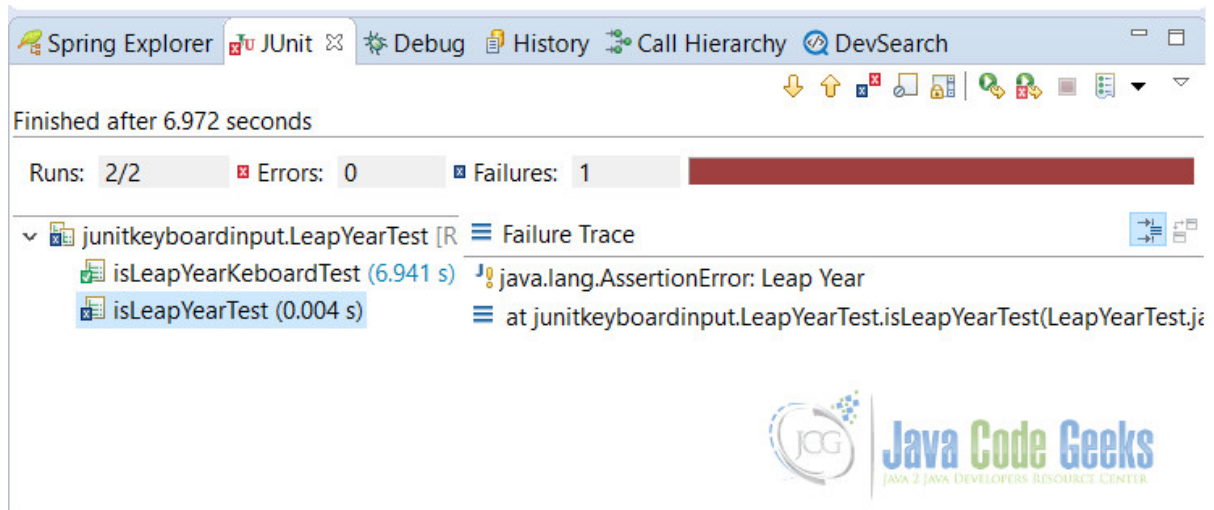 Spring Explorer JUnit Debug History Call Hierarchy DevSearch
Finished after 6.972 seconds
Runs: 2/2 Errors: 0 Failures: 1
junitkeyboardinput.LeapYearTest [R
isLeapYearKeboardTest (6.941 s)
isLeapYearTest (0.004 s)
Failure Trace
java.lang.AssertionError: Leap Year
at junitkeyboardinput.LeapYearTest.isLeapYearTest(LeapYearTest.ja
JCG
Java Code Geeks
JAVA 2 JAVA DEVELOPERS RESOURCE CENTER